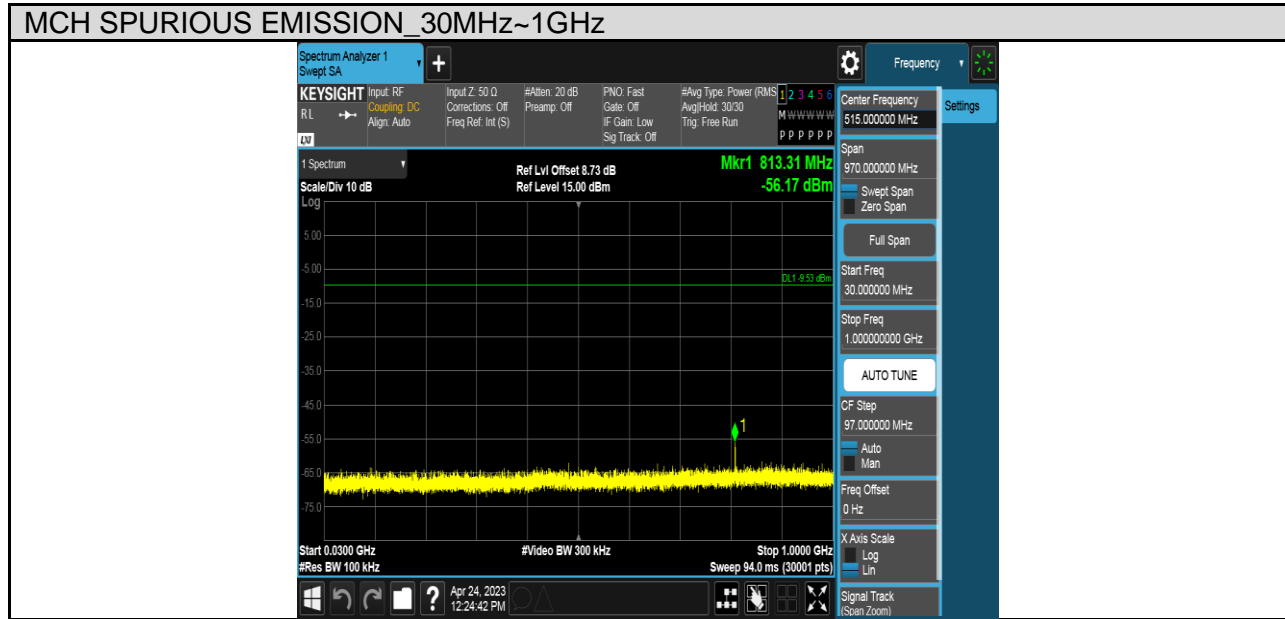 MCH SPURIOUS EMISSION_30MHz~1GHz
Spectrum Analyzer 1
Swept SA
+
Frequency
KEYSIGHT
RL
LXI
Input: RF
Coupling: DC
Align: Auto
Input Z: 50 Ω
Corrections: Off
Freq Ref: Int (S)
#Atten: 20 dB
Preamp: Off
PNO: Fast
Gate: Off
IF Gain: Low
Sig Track: Off
#Avg Type: Power (RMS
Avg|Hold: 30/30
Trig: Free Run
1 2 3 4 5 6
M W W W W W
P P P P P P
1 Spectrum
Scale/Div 10 dB
Log
Ref Lvl Offset 8.73 dB
Ref Level 15.00 dBm
Mkr1 813.31 MHz
-56.17 dBm
5.00
-5.00
-15.0
-25.0
-35.0
-45.0
-55.0
-65.0
-75.0
DL1 -9.53 dBm
1
Start 0.0300 GHz
#Res BW 100 kHz
#Video BW 300 kHz
Stop 1.0000 GHz
Sweep 94.0 ms (30001 pts)
?
Apr 24, 2023
12:24:42 PM
Center Frequency
515.000000 MHz
Settings
Span
970.000000 MHz
Swept Span
Zero Span
Full Span
Start Freq
30.000000 MHz
Stop Freq
1.000000000 GHz
AUTO TUNE
CF Step
97.000000 MHz
Auto
Man
Freq Offset
0 Hz
X Axis Scale
Log
Lin
Signal Track
(Span Zoom)